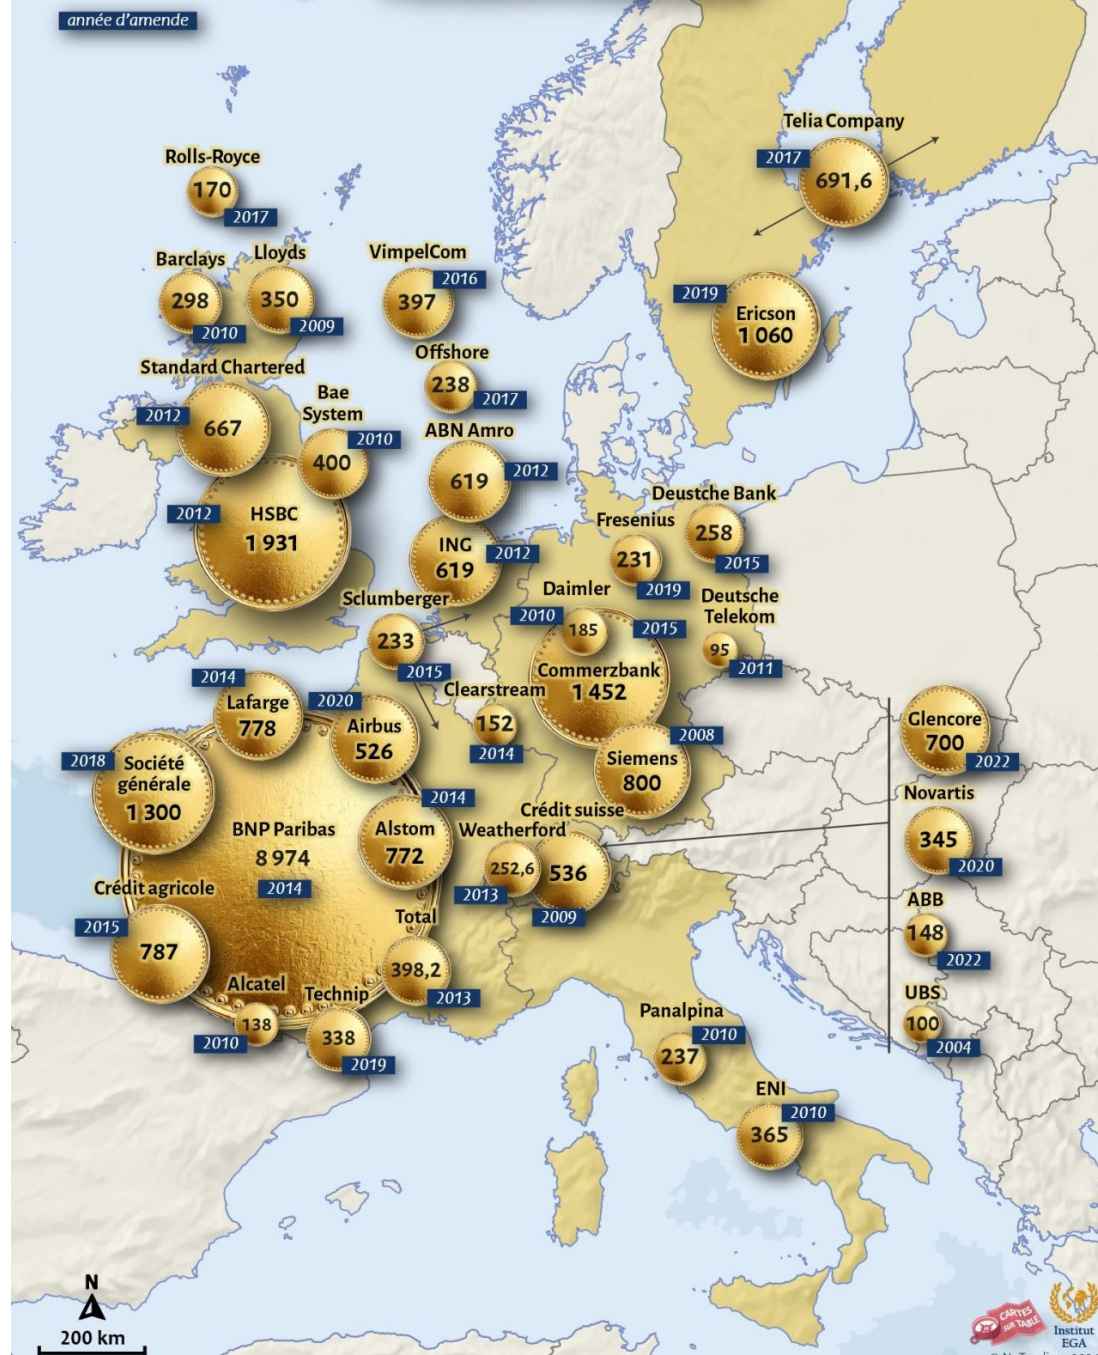 année d'amende
Telia Company
2017
691,6
Rolls-Royce
170
2017
Barclays
298
2010
Lloyds
350
2009
VimpelCom
2016
397
2019
Ericson
1 060
Offshore
238
2017
Standard Chartered
2012
667
Bae
System
2010
400
ABN Amro
619
2012
2012
HSBC
1 931
ING
619
2012
Deustche Bank
258
2015
Fresenius
231
2019
Daimler
2010
185
2015
Commerzbank
1 452
Deutsche
Telekom
95
2011
Sclumberger
233
2015
2014
Lafarge
778
2020
Airbus
526
Clearstream
152
2014
2008
Siemens
800
Glencore
700
2022
2018
Société
générale
1 300
BNP Paribas
8 974
2014
2014
Alstom
772
Crédit suisse
536
2009
Weatherford
252,6
2013
Novartis
345
2020
Crédit agricole
2015
787
Total
398,2
2013
ABB
148
2022
Alcatel
138
2010
Technip
338
2019
UBS
100
2004
Panalpina
2010
237
ENI
2010
365
N
200 km
CARTES
SUR TABLE
Institut
EGA